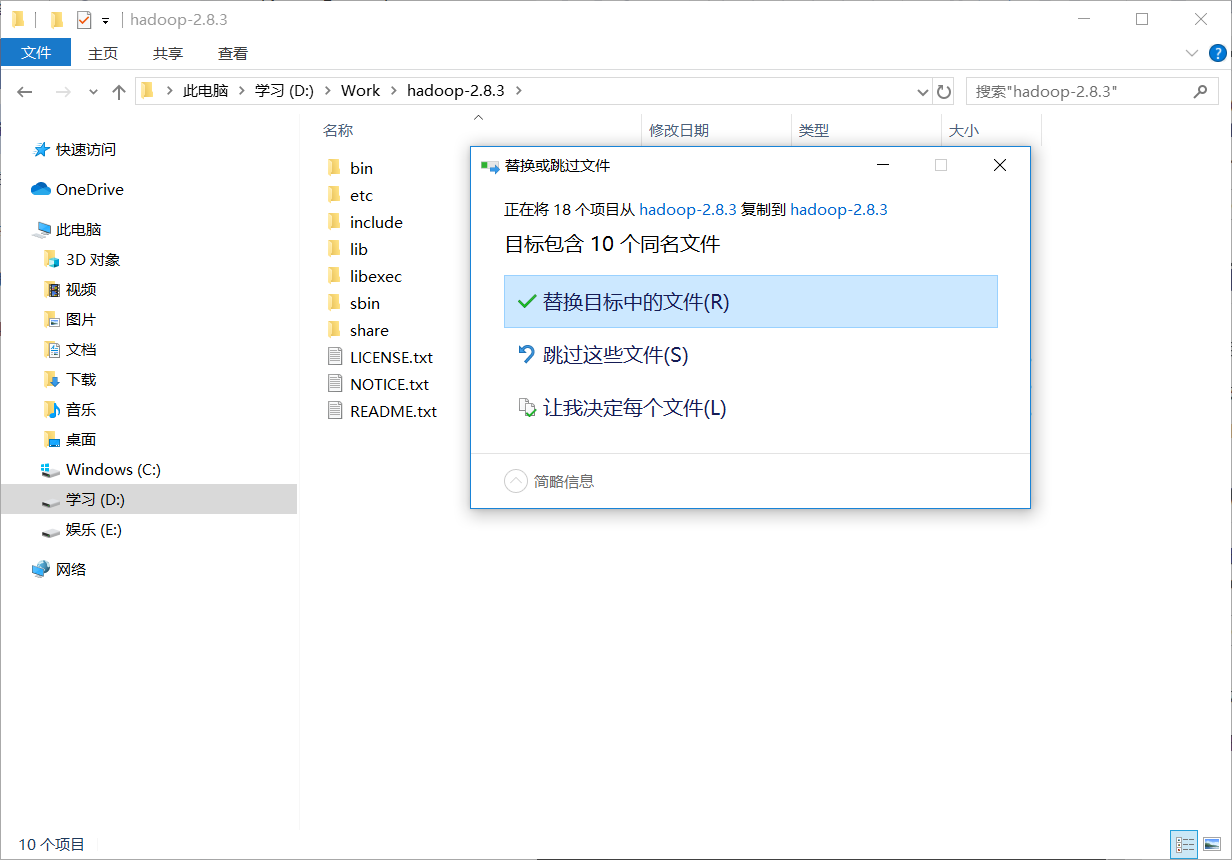 hadoop-2.8.3
文件 主页 共享 查看
此电脑 学习 (D:) Work hadoop-2.8.3 搜索"hadoop-2.8.3"
名称 修改日期 类型 大小
快速访问
OneDrive
此电脑
3D 对象
视频
图片
文档
下载
音乐
桌面
Windows (C:)
学习 (D:)
娱乐 (E:)
网络
bin
etc
include
lib
libexec
sbin
share
LICENSE.txt
NOTICE.txt
README.txt
替换或跳过文件
正在将 18 个项目从 hadoop-2.8.3 复制到 hadoop-2.8.3
目标包含 10 个同名文件
替换目标中的文件(R)
跳过这些文件(S)
让我决定每个文件(L)
简略信息
10 个项目